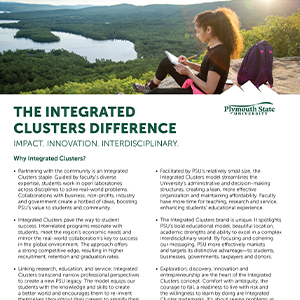 Plymouth State
UNIVERSITY
THE INTEGRATED
CLUSTERS DIFFERENCE
IMPACT. INNOVATION. INTERDISCIPLINARY.
Why Integrated Clusters?
• Partnering with the community is an Integrated
Clusters staple. Guided by faculty's diverse
expertise, students work in open laboratories
across disciplines to solve real-world problems.
Collaborations with business, non-profits, industry
and government create a hotbed of ideas, boosting
PSU's value to students and community.
• Integrated Clusters pave the way to student
success. Interrelated programs resonate with
students, meet the region's economic needs and
mirror the real-world collaboration's key to success
in the global environment. The approach offers
a strong competitive edge, resulting in higher
recruitment, retention and graduation rates.
• Linking research, education, and service; Integrated
Clusters transcend narrow professional perspectives
to create a new PSU legacy. The model equips our
students with the knowledge and skills to create
a better world and encourages them to re-invent
• Facilitated by PSU's relatively small size, the
Integrated Clusters model streamlines the
University's administrative and decision-making
structures, creating a lean, more effective
organization and maintaining affordability. Faculty
have more time for teaching, research and service,
enhancing students' educational experience.
• The Integrated Clusters brand is unique. It spotlights
PSU's bold educational model, beautiful location,
academic strengths and ability to excel in a complex
interdisciplinary world. By focusing and cohering
our messaging, PSU more effectively markets
and targets its distinctive advantage—to students,
businesses, governments, taxpayers and donors.
• Exploration, discovery, innovation and
entrepreneurship are the heart of the Integrated
Clusters concept. Comfort with ambiguity, the
courage to fail, a readiness to live with risk and
the willingness to learn by doing are Integrated